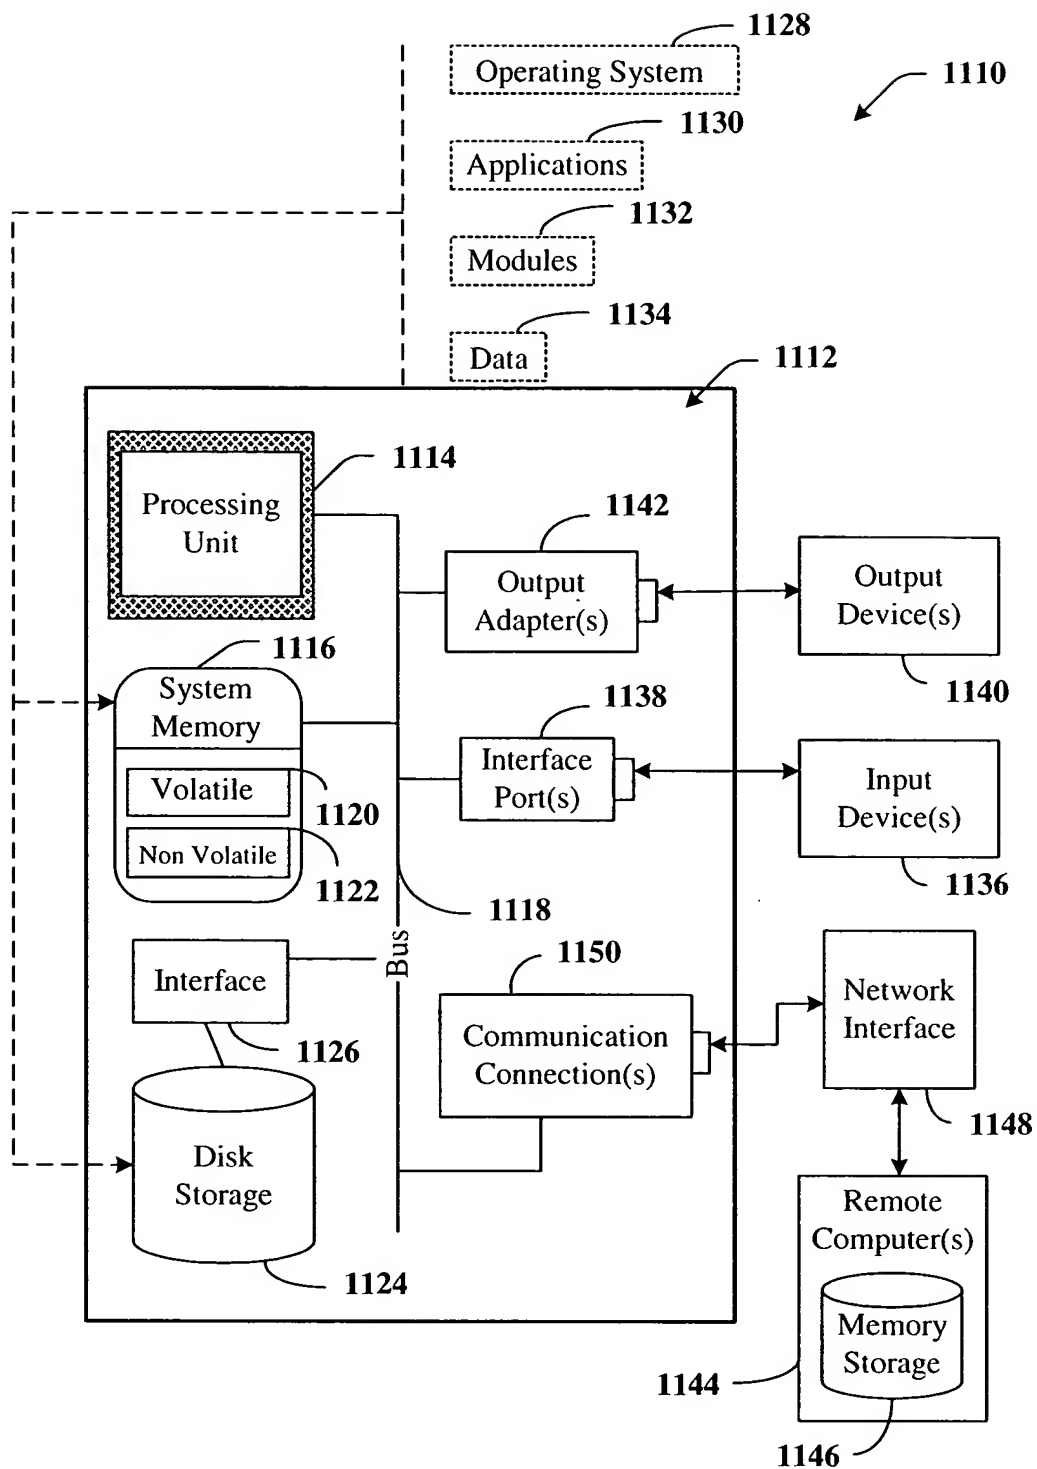 1128
Operating System
1110
1130
Applications
1132
Modules
1134
Data
1112
1114
Processing
Unit
1142
Output
Adapter(s)
Output
Device(s)
1140
1116
System
Memory
Volatile
1120
Non Volatile
1122
1138
Interface
Port(s)
Input
Device(s)
1136
1118
Bus
Interface
1126
1150
Communication
Connection(s)
Network
Interface
1148
Disk
Storage
1124
Remote
Computer(s)
Memory
Storage
1144
1146